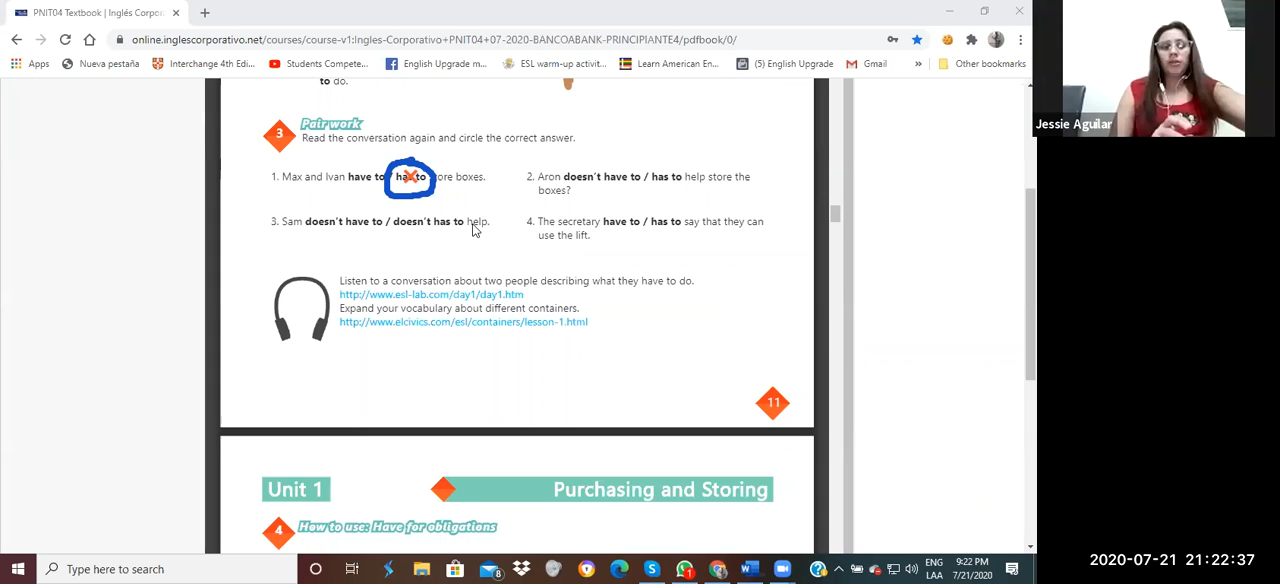 PNIT04 Textbook | Inglés Corpor
online.inglescorporativo.net/courses/course-v1:Ingles-Corporativo+PNIT04+07-2020-BANCOABANK-PRINCIPIANTE4/pdfbook/0/
Apps Nueva pestaña Interchange 4th Edi... Students Compete... English Upgrade m... ESL warm-up activit... Learn American En... (5) English Upgrade Gmail » Other bookmarks
to do.
3 Pair work
Read the conversation again and circle the correct answer.
1. Max and Ivan have to / has to store boxes.
2. Aron doesn't have to / has to help store the
boxes?
3. Sam doesn't have to / doesn't has to help.
4. The secretary have to / has to say that they can
use the lift.
Listen to a conversation about two people describing what they have to do.
http://www.esl-lab.com/day1/day1.htm
Expand your vocabulary about different containers.
http://www.elcivics.com/esl/containers/lesson-1.html
11
Unit 1 Purchasing and Storing
4 How to use: Have for obligations
Jessie Aguilar
Type here to search
8
1
ENG
LAA
9:22 PM
7/21/2020
2020-07-21 21:22:37